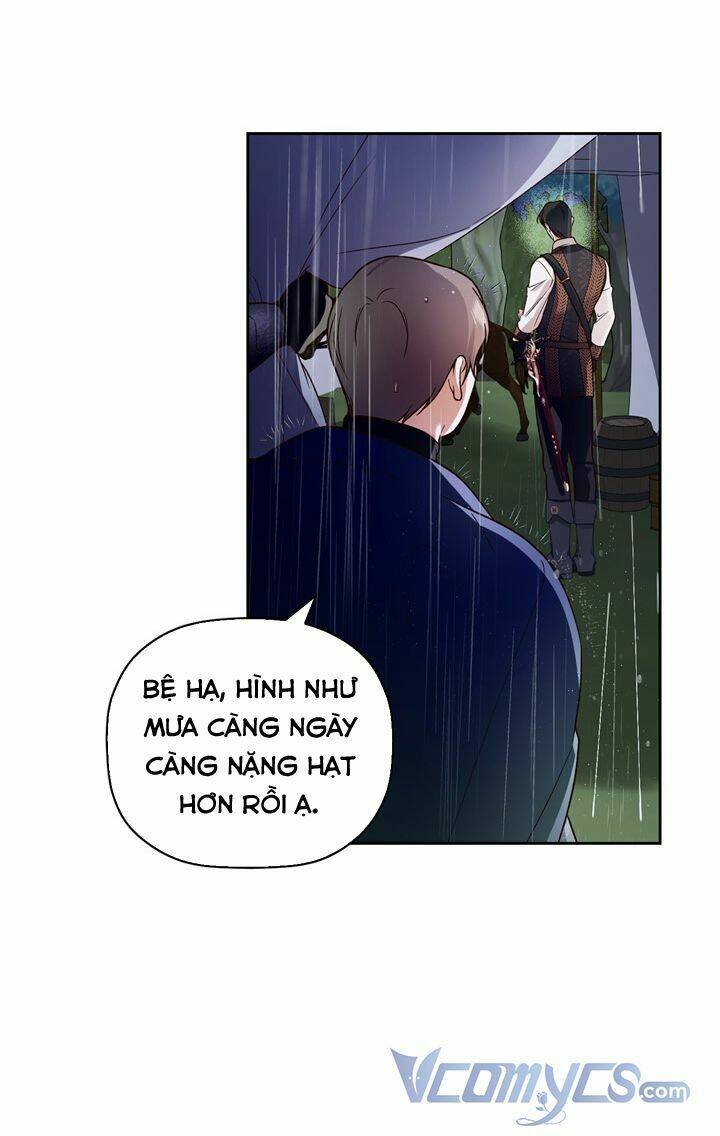 BỆ HẠ, HÌNH NHƯ
MƯA CÀNG NGÀY
CÀNG NẶNG HẠT
HƠN RỒI Ạ.
VCOMYCS.com